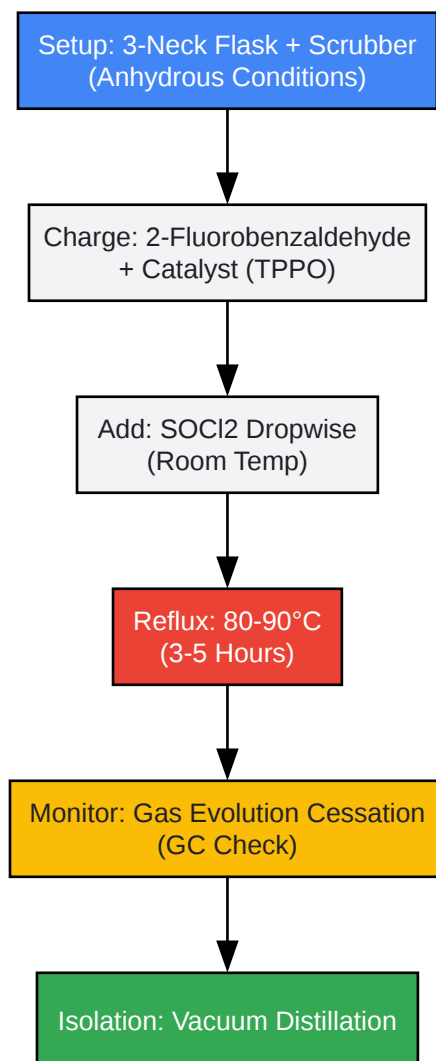 Setup: 3-Neck Flask + Scrubber
(Anhydrous Conditions)
Charge: 2-Fluorobenzaldehyde
+ Catalyst (TPPO)
Add: SOCl2 Dropwise
(Room Temp)
Reflux: 80-90°C
(3-5 Hours)
Monitor: Gas Evolution Cessation
(GC Check)
Isolation: Vacuum Distillation